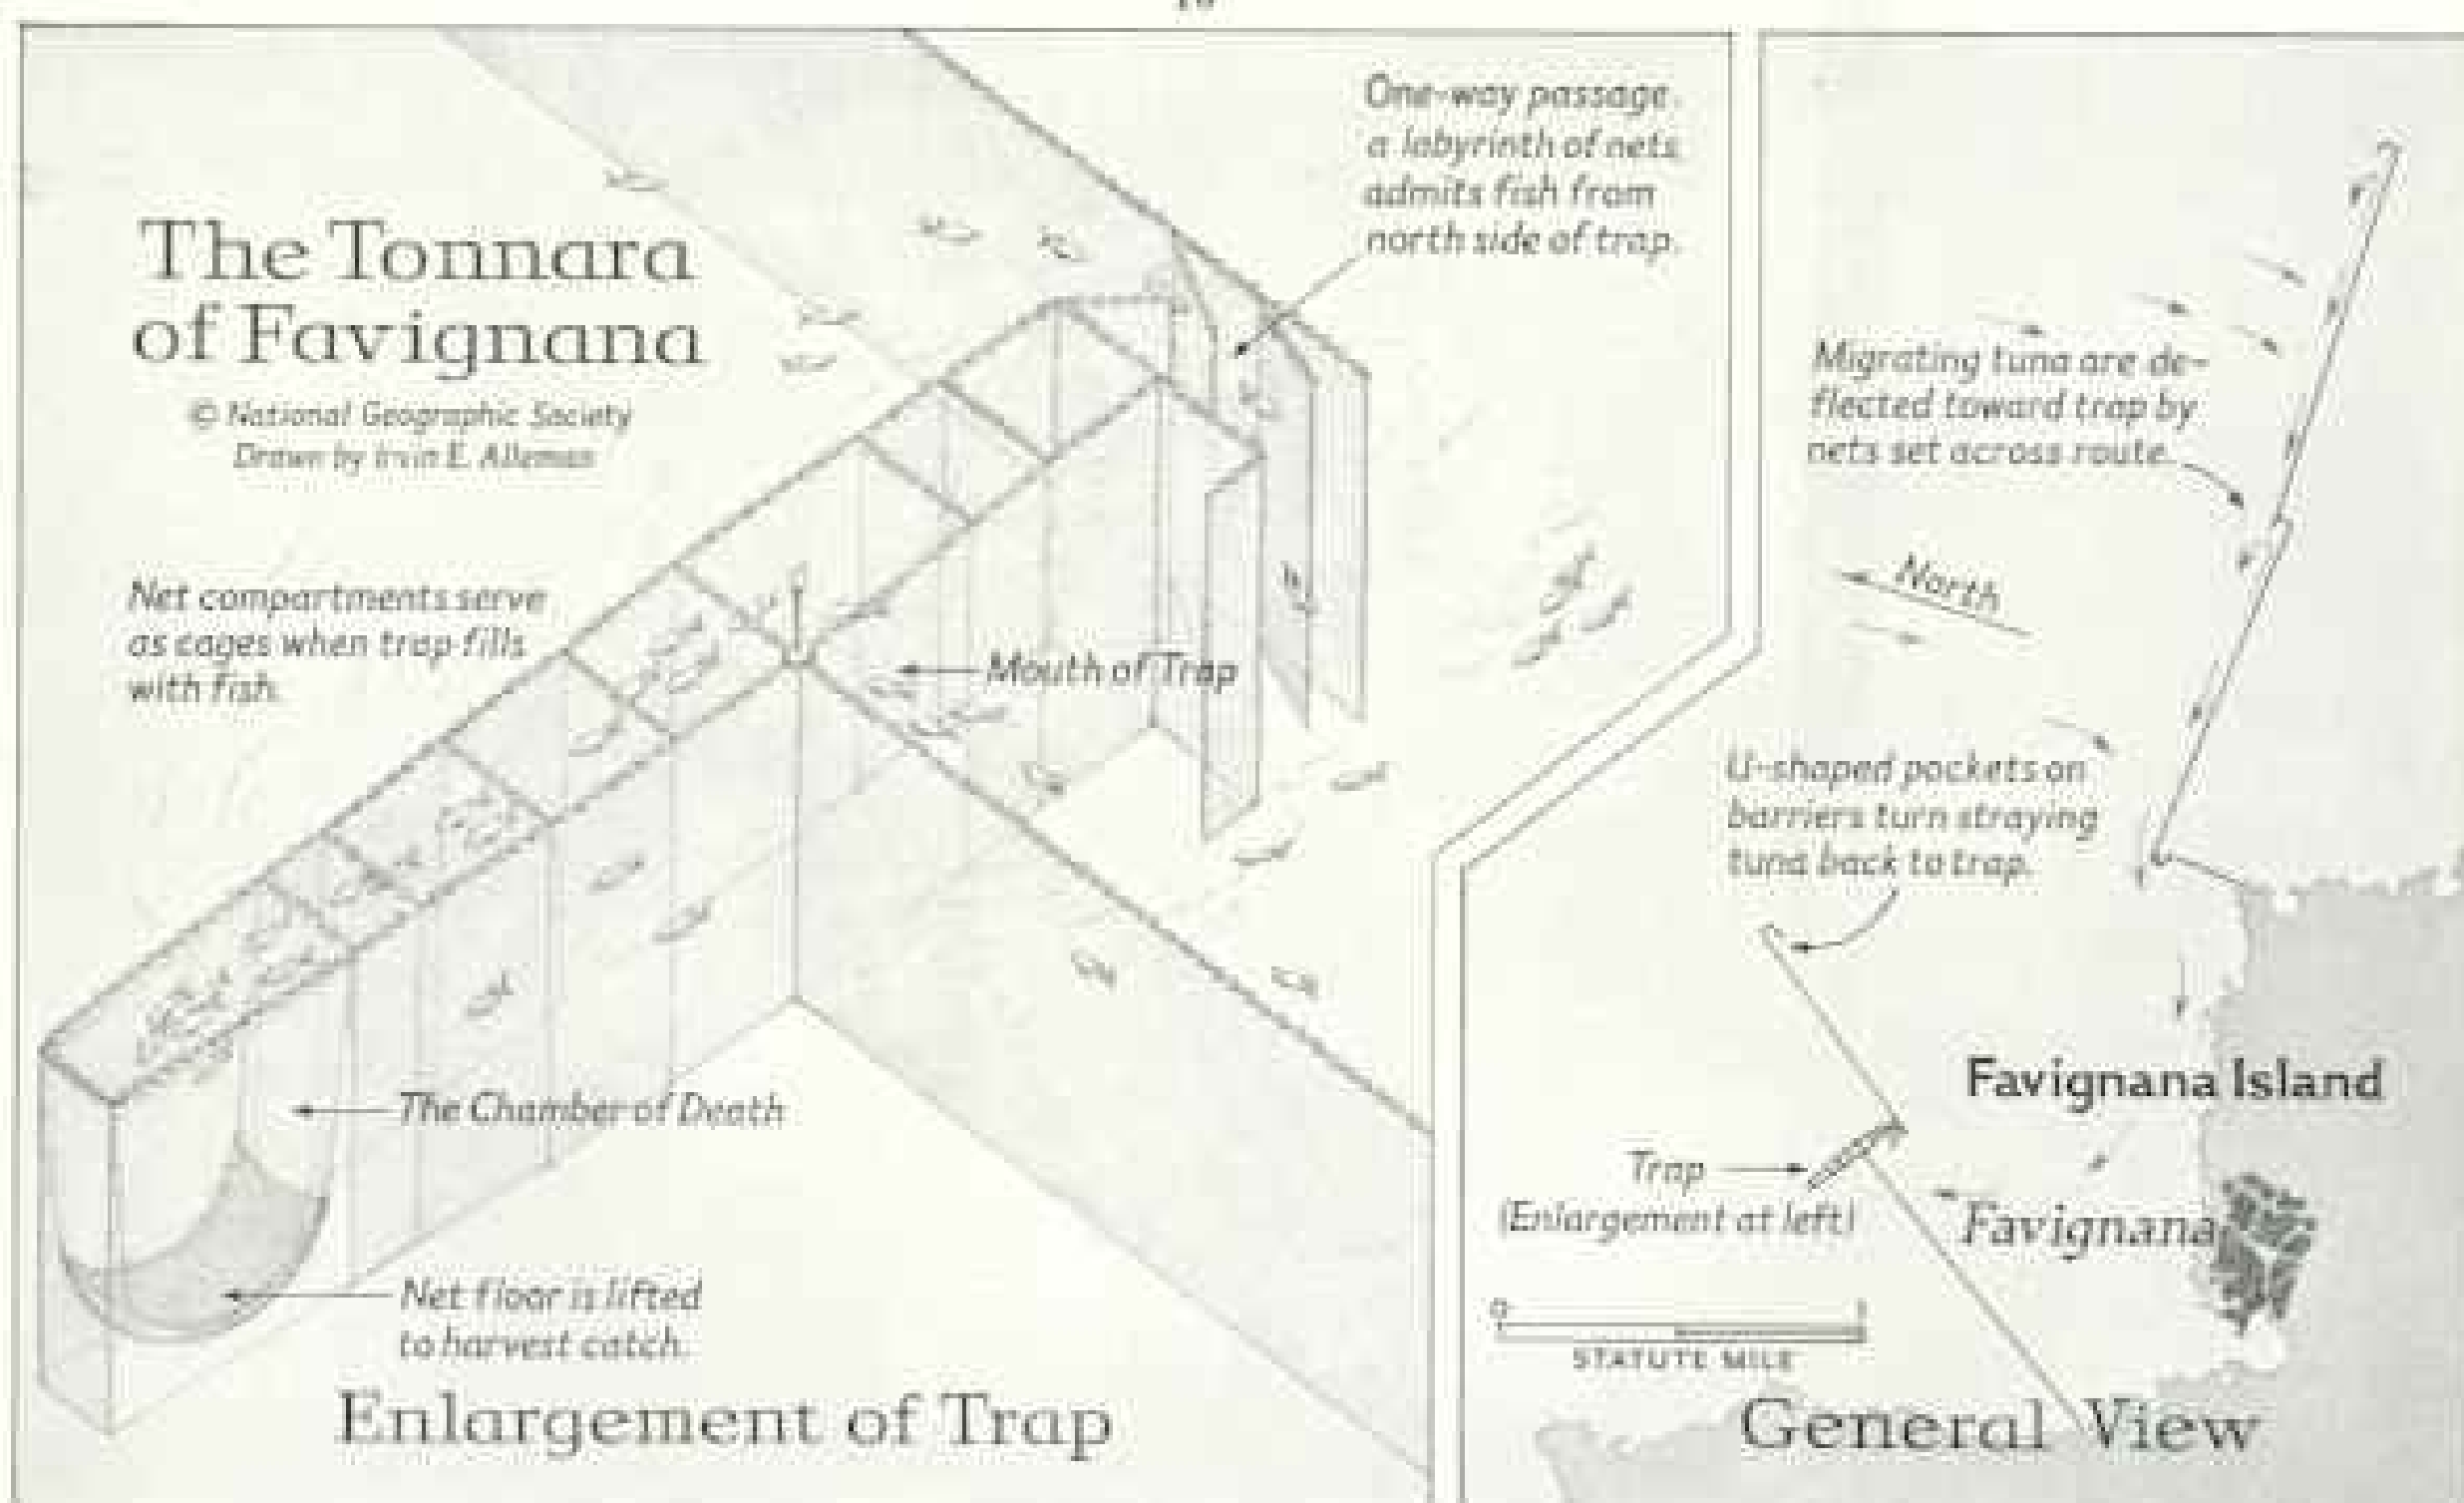 The Tonnara
of Favignana
© National Geographic Society
Drawn by Irvin E. Alleman
One-way passage,
a labyrinth of nets,
admits fish from
north side of trap.
Net compartments serve
as cages when trap fills
with fish.
Mouth of Trap
The Chamber of Death
Net floor is lifted
to harvest catch.
Enlargement of Trap
Migrating tuna are de-
flected toward trap by
nets set across route.
North
U-shaped pockets on
barriers turn straying
tuna back to trap.
Favignana Island
Trap
(Enlargement at left)
Favignana
0 1
STATUTE MILE
General View